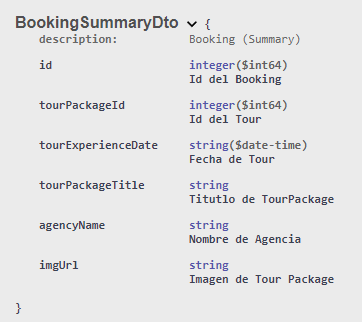 BookingSummaryDto {
description: Booking (Summary)
id integer($int64)
Id del Booking
tourPackageId integer($int64)
Id del Tour
tourExperienceDate string($date-time)
Fecha de Tour
tourPackageTitle string
Titutlo de TourPackage
agencyName string
Nombre de Agencia
imgUrl string
Imagen de Tour Package
}